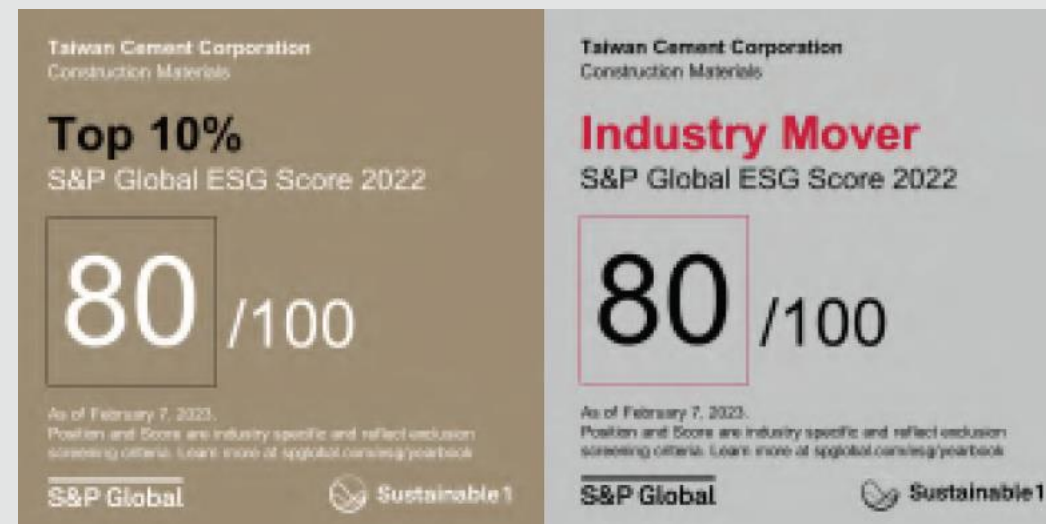 Taiwan Cement Corporation
Construction Materials
Top 10%
S&P Global ESG Score 2022
80 /100
As of February 7, 2023.
Position and Score are industry specific and reflect exclusion
screening criteria. Learn more at spglobal.com/esg/yearbook
S&P Global
Sustainable1
Taiwan Cement Corporation
Construction Materials
Industry Mover
S&P Global ESG Score 2022
80 /100
As of February 7, 2023.
Position and Score are industry specific and reflect exclusion
screening criteria. Learn more at spglobal.com/esg/yearbook
S&P Global
Sustainable1